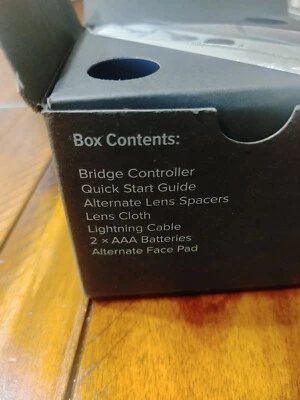 Box Contents:
Bridge Controller
Quick Start Guide
Alternate Lens Spacers
Lens Cloth
Lightning Cable
2 × AAA Batteries
Alternate Face Pad